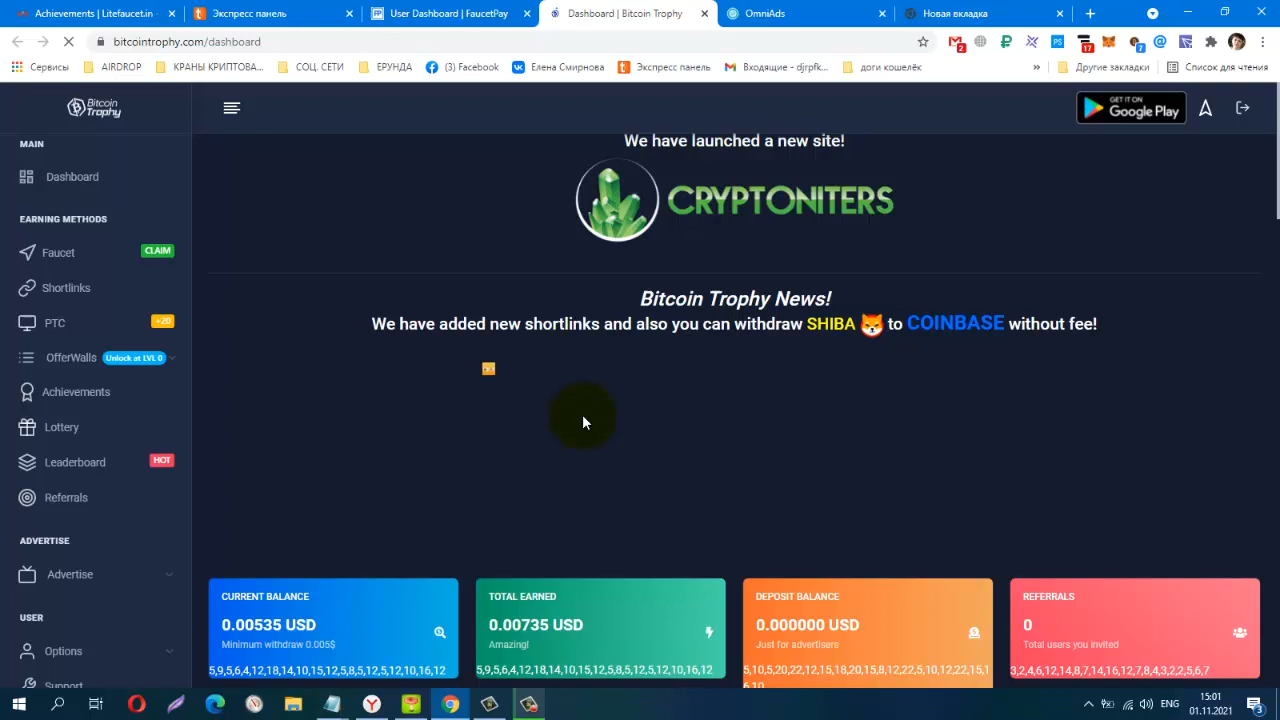 Achievements | Litefaucet.in -
Экспресс панель
User Dashboard | FaucetPay
Dashboard | Bitcoin Trophy
OmniAds
Новая вкладка
bitcointrophy.com/dashboard
2
PS
17
7
Сервисы
AIRDROP
КРАНЫ КРИПТОВА...
СОЦ. СЕТИ
ЕРУНДА
(3) Facebook
Елена Смирнова
Экспресс панель
Входящие – djrpfk...
доги кошелёк
»
Другие закладки
Список для чтения
Bitcoin
Trophy
GET IT ON
Google Play
MAIN
Dashboard
EARNING METHODS
Faucet
CLAIM
Shortlinks
PTC
+20
OfferWalls
Unlock at LVL 0
Achievements
Lottery
Leaderboard
HOT
Referrals
ADVERTISE
Advertise
USER
Options
Support
We have launched a new site!
CRYPTONITERS
Bitcoin Trophy News!
We have added new shortlinks and also you can withdraw SHIBA to COINBASE without fee!
CURRENT BALANCE
0.00535 USD
Minimum withdraw 0.005$
5,9,5,6,4,12,18,14,10,15,12,5,8,5,12,5,12,10,16,12
TOTAL EARNED
0.00735 USD
Amazing!
5,9,5,6,4,12,18,14,10,15,12,5,8,5,12,5,12,10,16,12
DEPOSIT BALANCE
0.000000 USD
Just for advertisers
5,10,5,20,22,12,15,18,20,15,8,12,22,5,10,12,22,15,1
6,10
REFERRALS
0
Total users you invited
3,2,4,6,12,14,8,7,14,16,12,7,8,4,3,2,2,5,6,7
ENG
15:01
01.11.2021
3